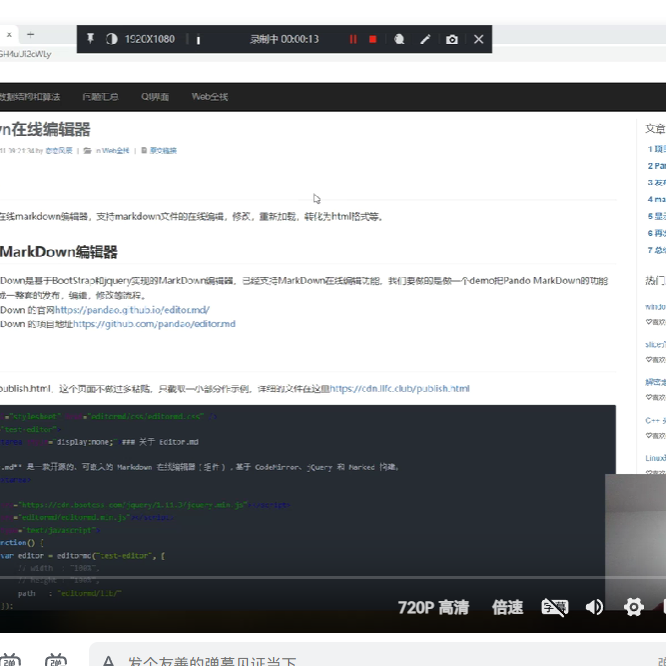 1920X1080
录制中 00:00:13
数据结构和算法 问题汇总 Qt界面 Web全栈
在线编辑器
文章
Web全栈
原文链接
在线markdown编辑器，支持markdown文件的在线编辑，修改，重新加载，转化为html格式等。
MarkDown编辑器
Down是基于BootStrap和jquery实现的MarkDown编辑器，已经支持MarkDown在线编辑功能，我们要做的是做一个demo把Pando MarkDown的功能
一整套的发布、编辑、修改等流程。
Down 的官网https://pandao.github.io/editor.md/
Down 的项目地址https://github.com/pandao/editor.md
热门
publish.html，这个页面不做过多粘贴，只截取一小部分作示例，详细的文件在这里https://cdn.llfc.club/publish.html
C++
Linux
="stylesheet" ="editormd/css/editormd.css"
"test-editor"
"display:none;" ### 关于 Editor.md
.md** 是一款开源的、可嵌入的 Markdown 在线编辑器（组件），基于 CodeMirror、jQuery 和 Marked 构建。
="https://cdn.bootcss.com/jquery/1.11.3/jquery.min.js"
="editormd/editormd.min.js"
="text/javascript"
nction() {
var editor = editormd("test-editor", {
// width : "100%",
// height : "100%",
path : "editormd/lib/"
});
720P 高清 倍速 字幕
发个友善的弹幕见证当下